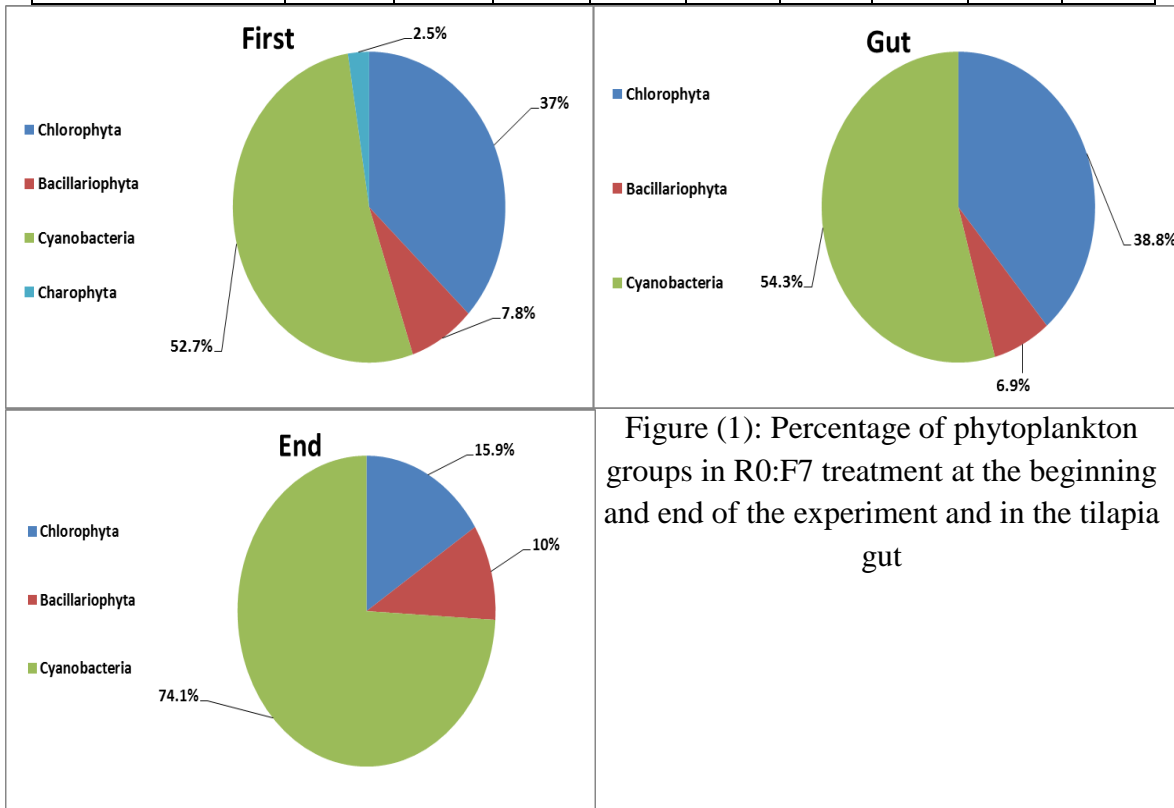 First
2.5%
37%
7.8%
52.7%
Chlorophyta
Bacillariophyta
Cyanobacteria
Charophyta
Gut
Chlorophyta
Bacillariophyta
Cyanobacteria
38.8%
54.3%
6.9%
End
15.9%
10%
74.1%
Chlorophyta
Bacillariophyta
Cyanobacteria
Figure (1): Percentage of phytoplankton
groups in R0:F7 treatment at the beginning
and end of the experiment and in the tilapia
gut